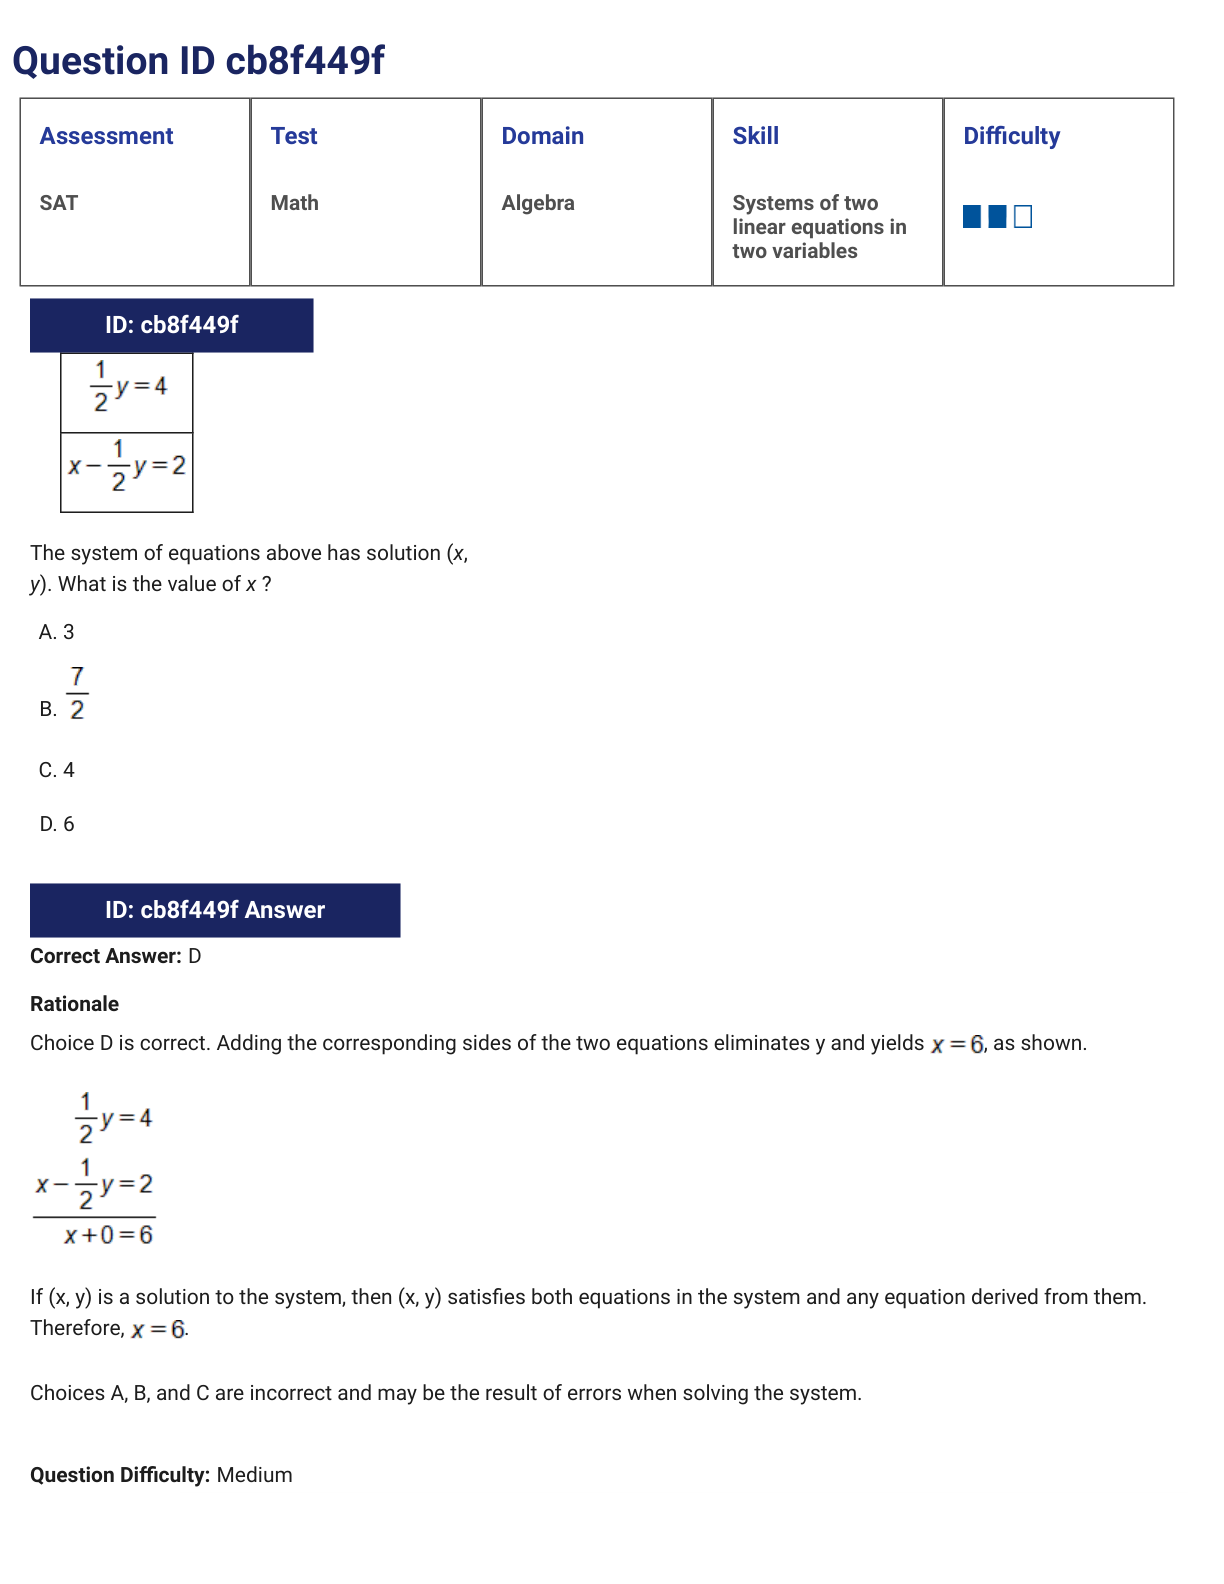 Question ID cb8f449f
Assessment Test Domain Skill Difficulty
SAT Math Algebra Systems of two
linear equations in
two variables
ID: cb8f449f
1/2 y = 4
x − 1/2 y = 2
The system of equations above has solution (x,
y). What is the value of x ?
A. 3
B. 7/2
C. 4
D. 6
ID: cb8f449f Answer
Correct Answer: D
Rationale
Choice D is correct. Adding the corresponding sides of the two equations eliminates y and yields x = 6, as shown.
1/2 y = 4
x − 1/2 y = 2
x + 0 = 6
If (x, y) is a solution to the system, then (x, y) satisfies both equations in the system and any equation derived from them.
Therefore, x = 6.
Choices A, B, and C are incorrect and may be the result of errors when solving the system.
Question Difficulty: Medium